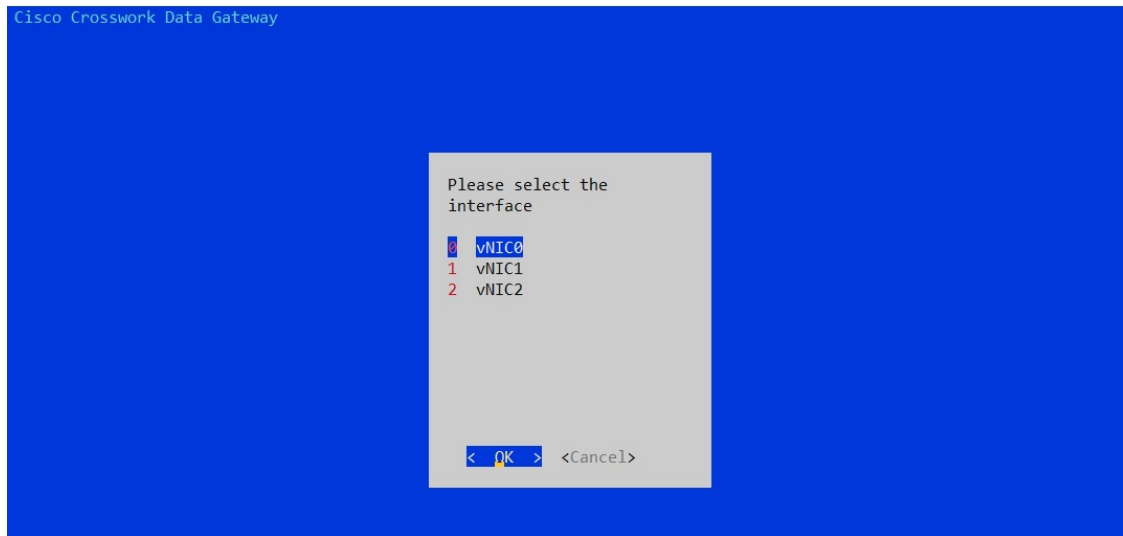 Cisco Crosswork Data Gateway
Please select the
interface
0 vNIC0
1 vNIC1
2 vNIC2
< OK > <Cancel>